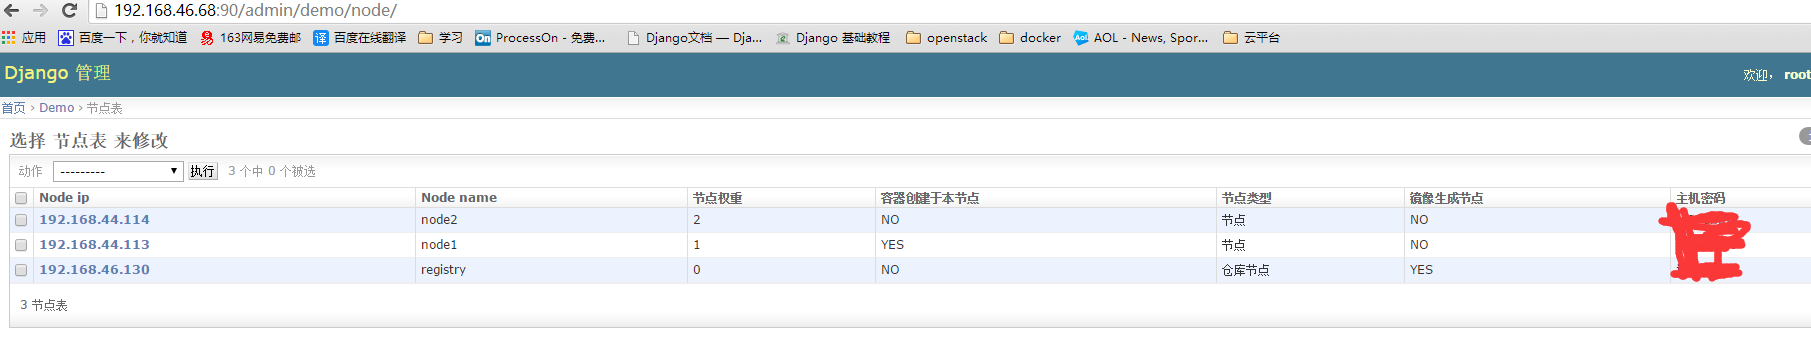 192.168.46.68:90/admin/demo/node/
应用 百度一下，你就知道 163网易免费邮 百度在线翻译 学习 ProcessOn - 免费... Django文档 — Dja... Django 基础教程 openstack docker AOL - News, Spor... 云平台
Django 管理 欢迎， root
首页 › Demo › 节点表
选择 节点表 来修改
动作 --------- 执行 3 个中 0 个被选
Node ip Node name 节点权重 容器创建于本节点 节点类型 镜像生成节点 主机密码
192.168.44.114 node2 2 NO 节点 NO
192.168.44.113 node1 1 YES 节点 NO
192.168.46.130 registry 0 NO 仓库节点 YES
3 节点表